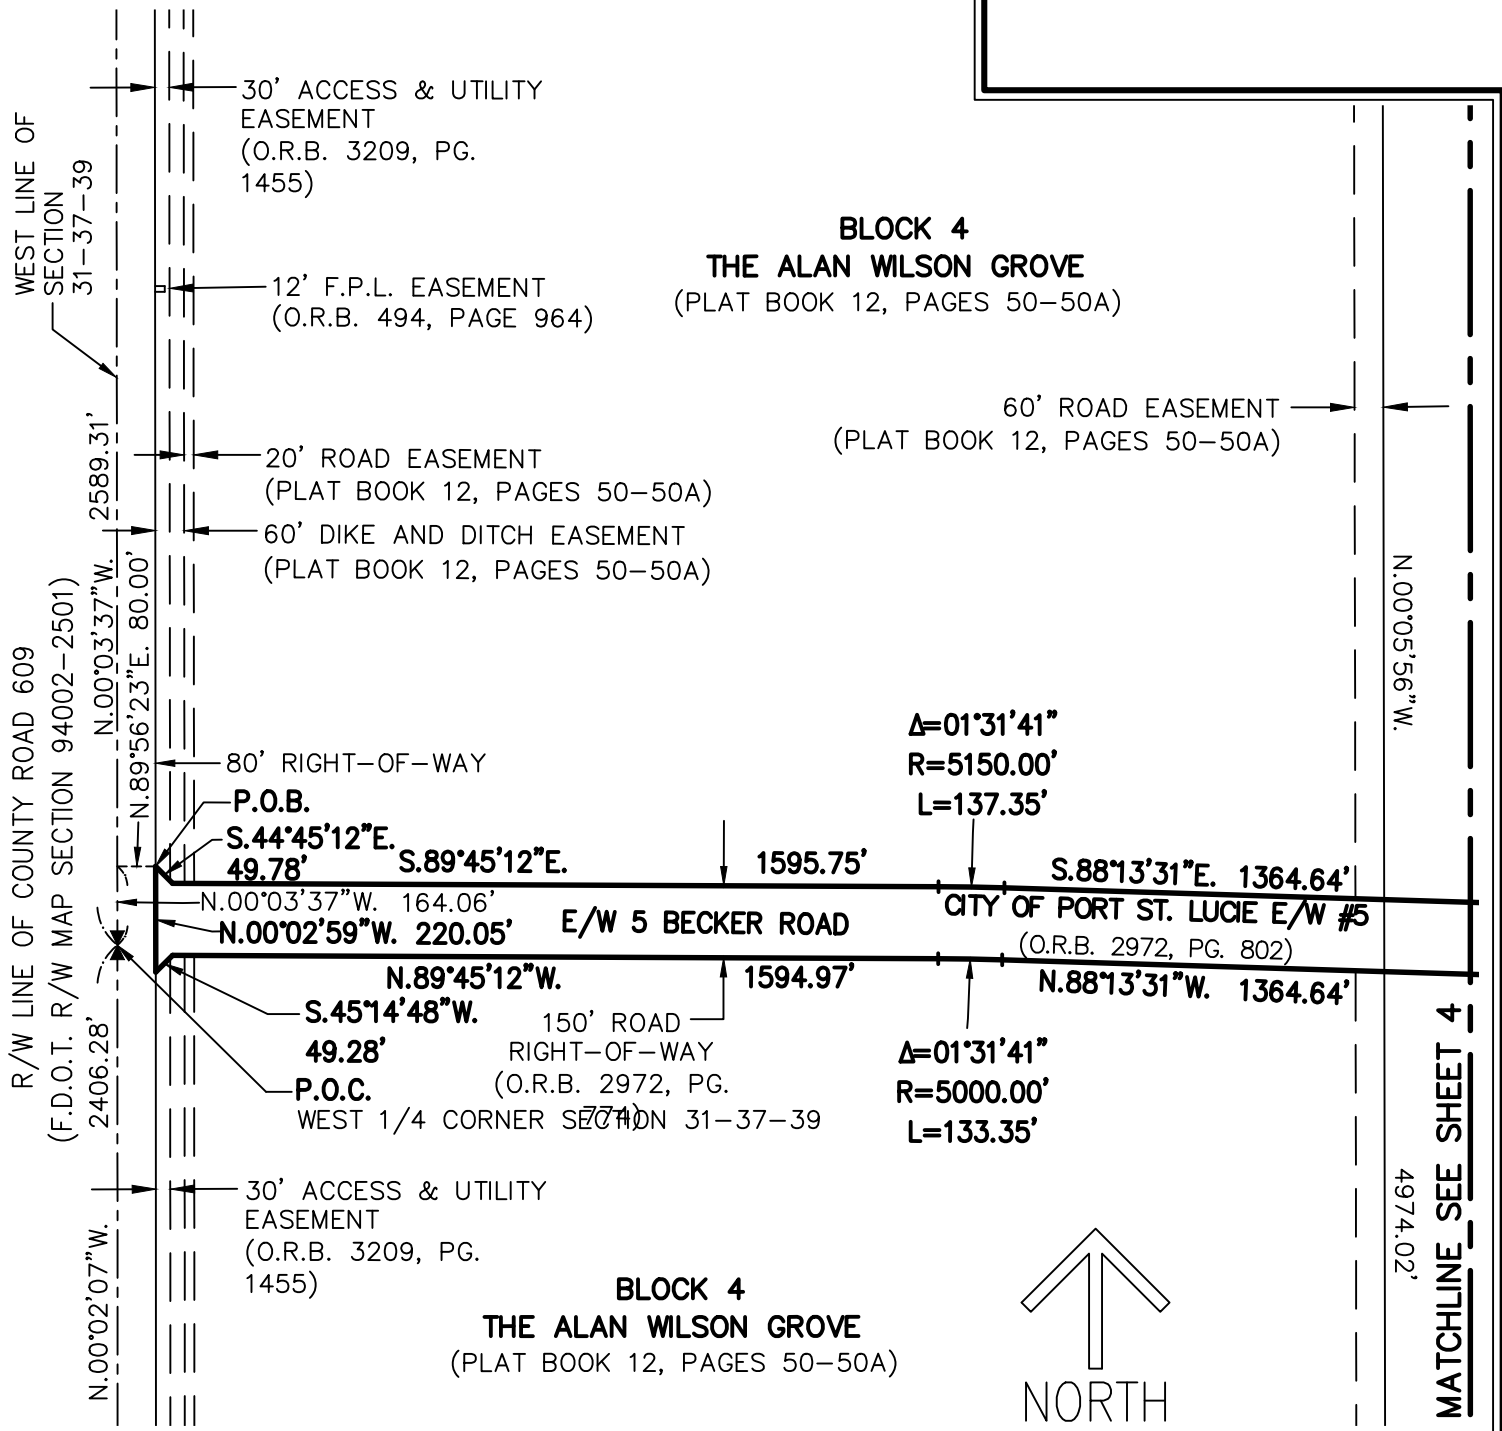 30' ACCESS & UTILITY
EASEMENT
(O.R.B. 3209, PG.
1455)
WEST LINE OF
SECTION
31-37-39
BLOCK 4
THE ALAN WILSON GROVE
(PLAT BOOK 12, PAGES 50-50A)
12' F.P.L. EASEMENT
(O.R.B. 494, PAGE 964)
60' ROAD EASEMENT
(PLAT BOOK 12, PAGES 50-50A)
20' ROAD EASEMENT
(PLAT BOOK 12, PAGES 50-50A)
60' DIKE AND DITCH EASEMENT
(PLAT BOOK 12, PAGES 50-50A)
2589.31'
N.00°03'37"W.
N.89°56'23"E. 80.00'
R/W LINE OF COUNTY ROAD 609
(F.D.O.T. R/W MAP SECTION 94002-2501)
N.00°05'56"W.
80' RIGHT-OF-WAY
P.O.B.
S.44°45'12"E.
49.78'
S.89°45'12"E.
1595.75'
Δ=01°31'41"
R=5150.00'
L=137.35'
S.88°13'31"E. 1364.64'
N.00°03'37"W. 164.06'
N.00°02'59"W. 220.05'
E/W 5 BECKER ROAD
CITY OF PORT ST. LUCIE E/W #5
(O.R.B. 2972, PG. 802)
N.89°45'12"W.
1594.97'
N.88°13'31"W. 1364.64'
S.45°14'48"W.
49.28'
150' ROAD
RIGHT-OF-WAY
(O.R.B. 2972, PG.
774)
Δ=01°31'41"
R=5000.00'
L=133.35'
P.O.C.
WEST 1/4 CORNER SECTION 31-37-39
2406.28'
N.00°02'07"W.
30' ACCESS & UTILITY
EASEMENT
(O.R.B. 3209, PG.
1455)
BLOCK 4
THE ALAN WILSON GROVE
(PLAT BOOK 12, PAGES 50-50A)
NORTH
4974.02'
MATCHLINE SEE SHEET 4